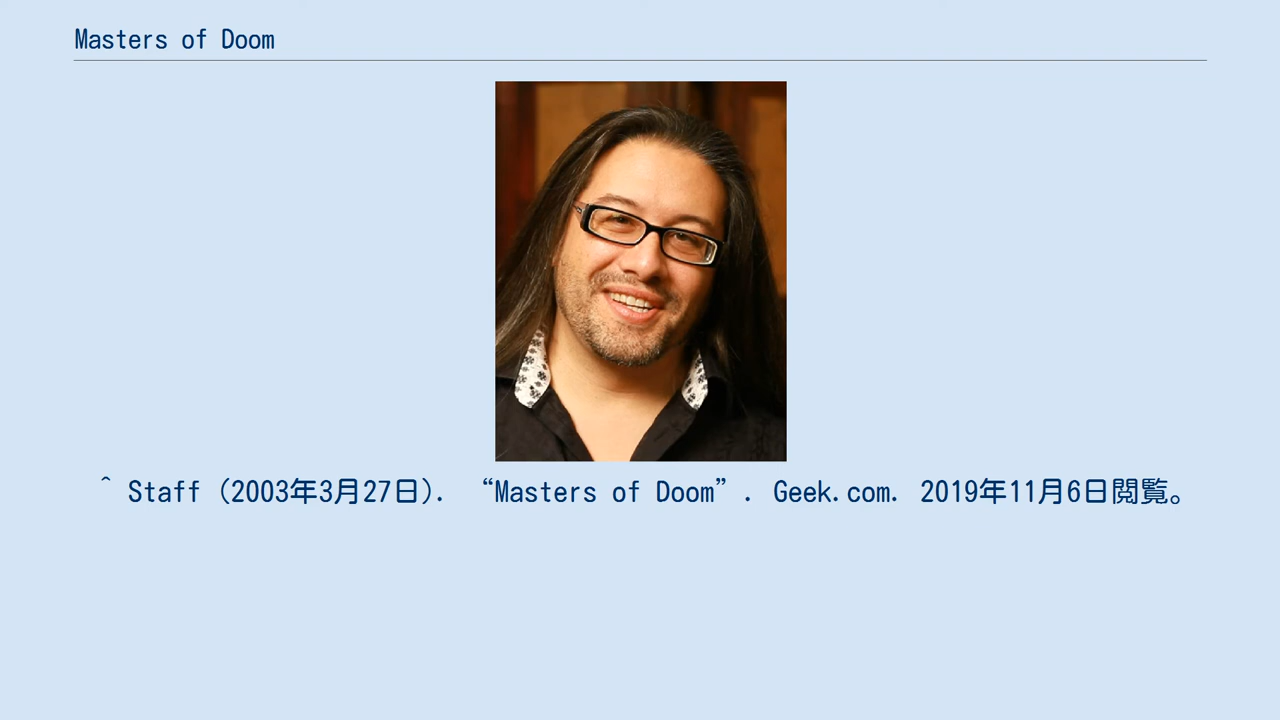 Masters of Doom
^ Staff (2003年3月27日). “Masters of Doom”. Geek.com. 2019年11月6日閲覧。